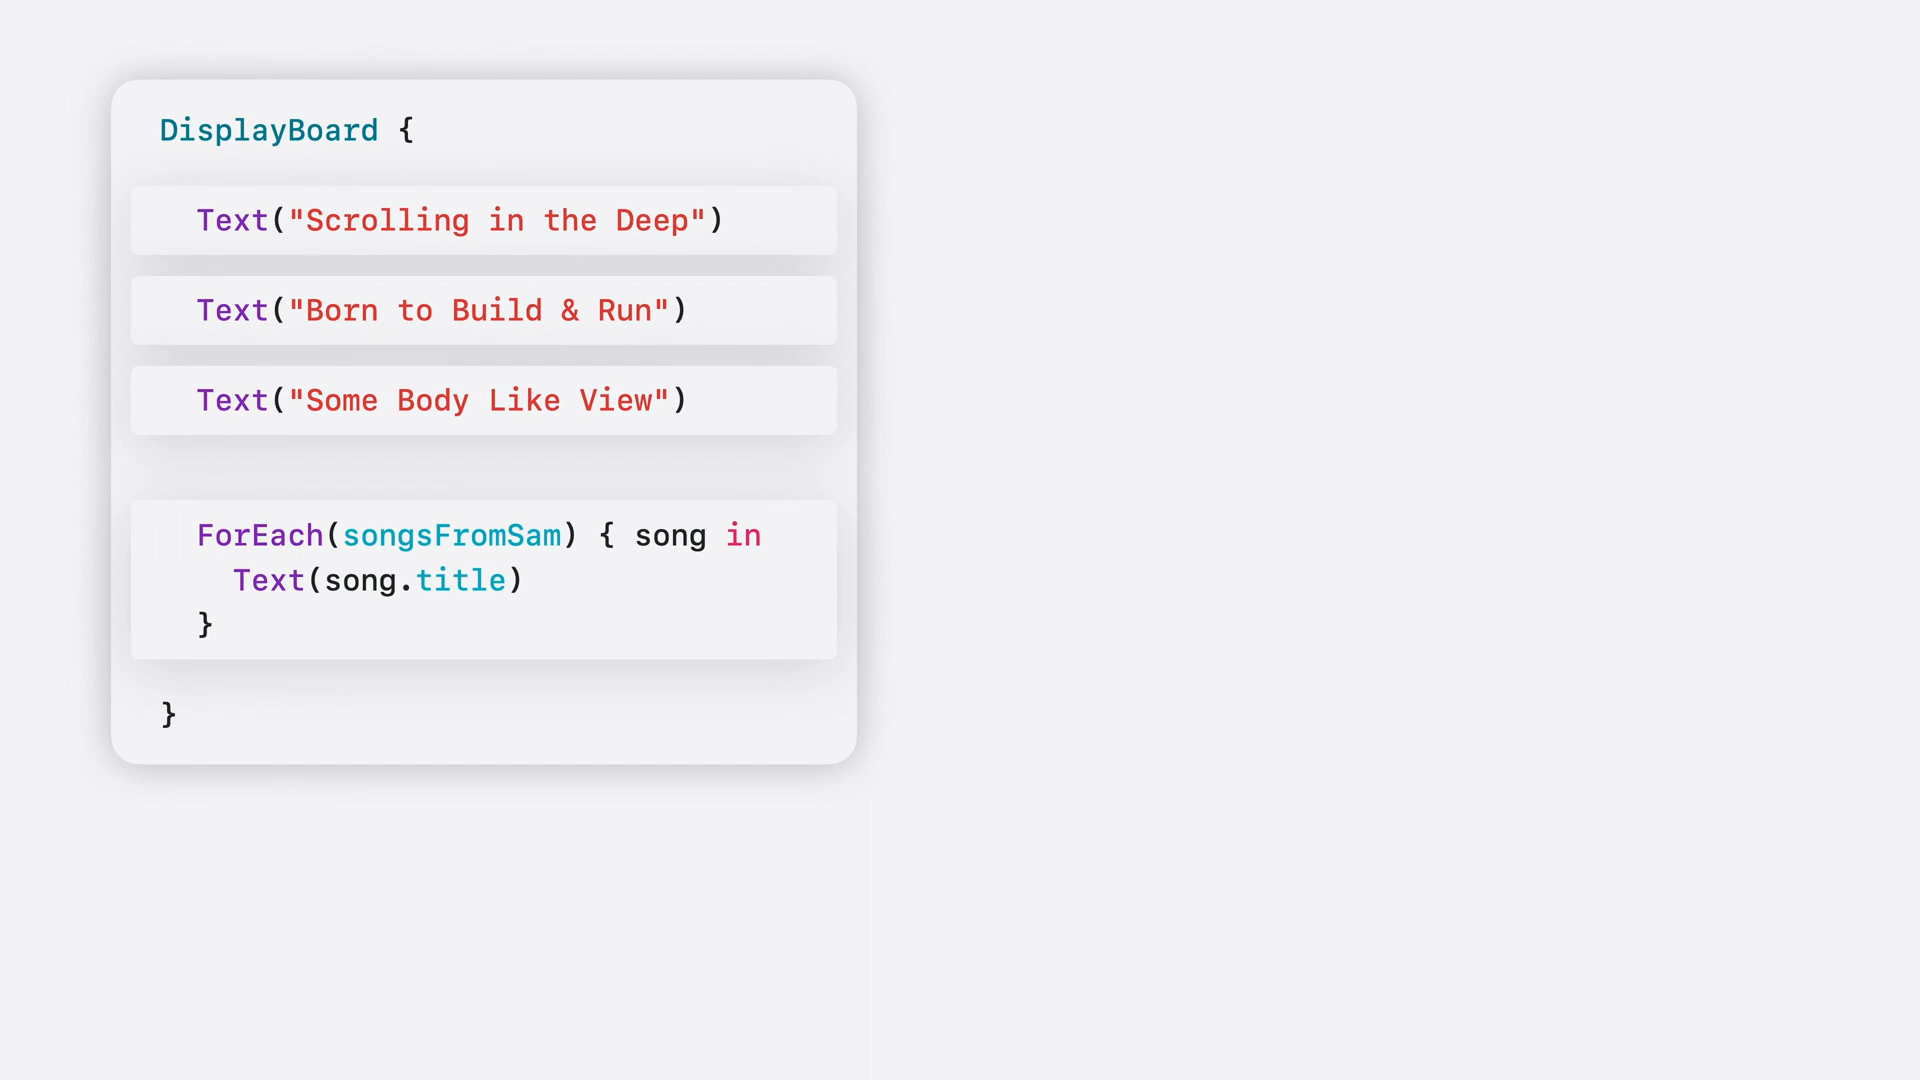 DisplayBoard {
Text("Scrolling in the Deep")
Text("Born to Build & Run")
Text("Some Body Like View")
ForEach(songsFromSam) { song in
Text(song.title)
}
}